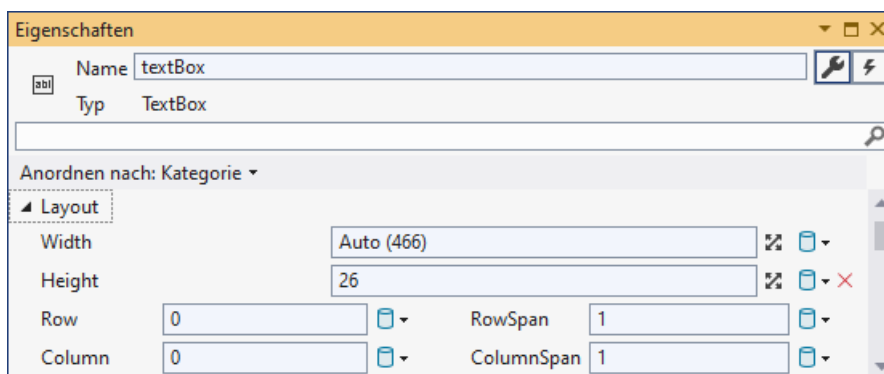 Eigenschaften
Name textBox
abl
Typ TextBox
Anordnen nach: Kategorie
Layout
Width Auto (466)
Height 26
Row 0 RowSpan 1
Column 0 ColumnSpan 1